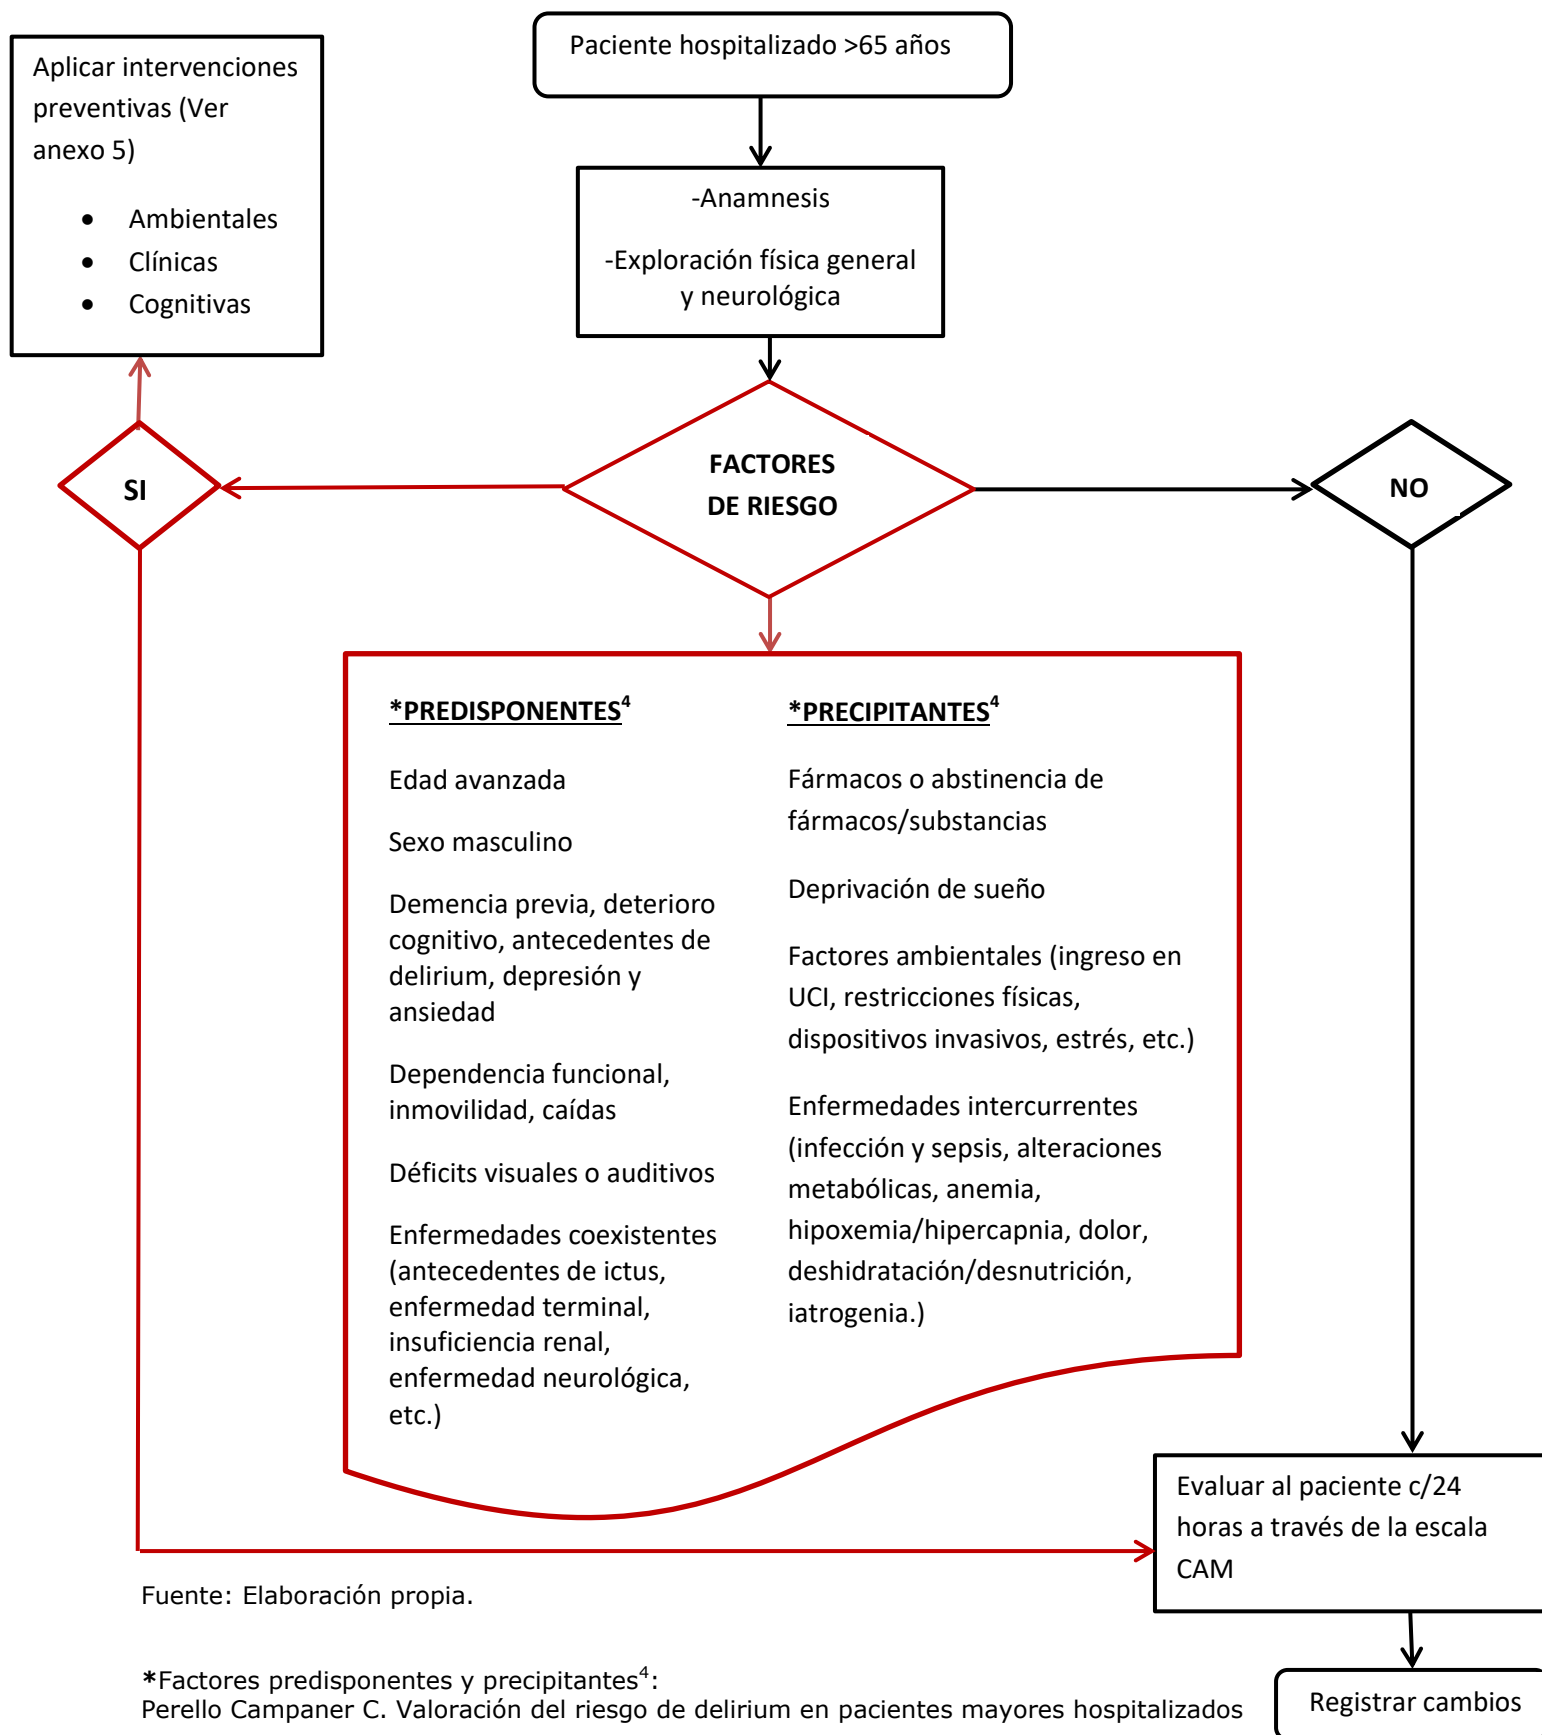 Paciente hospitalizado >65 años
Aplicar intervenciones
preventivas (Ver
anexo 5)
• Ambientales
• Clínicas
• Cognitivas
-Anamnesis
-Exploración física general
y neurológica
SI
FACTORES
DE RIESGO
NO
*PREDISPONENTES4
Edad avanzada
Sexo masculino
Demencia previa, deterioro
cognitivo, antecedentes de
delirium, depresión y
ansiedad
Dependencia funcional,
inmovilidad, caídas
Déficits visuales o auditivos
Enfermedades coexistentes
(antecedentes de ictus,
enfermedad terminal,
insuficiencia renal,
enfermedad neurológica,
etc.)
*PRECIPITANTES4
Fármacos o abstinencia de
fármacos/substancias
Deprivación de sueño
Factores ambientales (ingreso en
UCI, restricciones físicas,
dispositivos invasivos, estrés, etc.)
Enfermedades intercurrentes
(infección y sepsis, alteraciones
metabólicas, anemia,
hipoxemia/hipercapnia, dolor,
deshidratación/desnutrición,
iatrogenia.)
Evaluar al paciente c/24
horas a través de la escala
CAM
Registrar cambios
Fuente: Elaboración propia.
*Factores predisponentes y precipitantes4:
Perello Campaner C. Valoración del riesgo de delirium en pacientes mayores hospitalizados